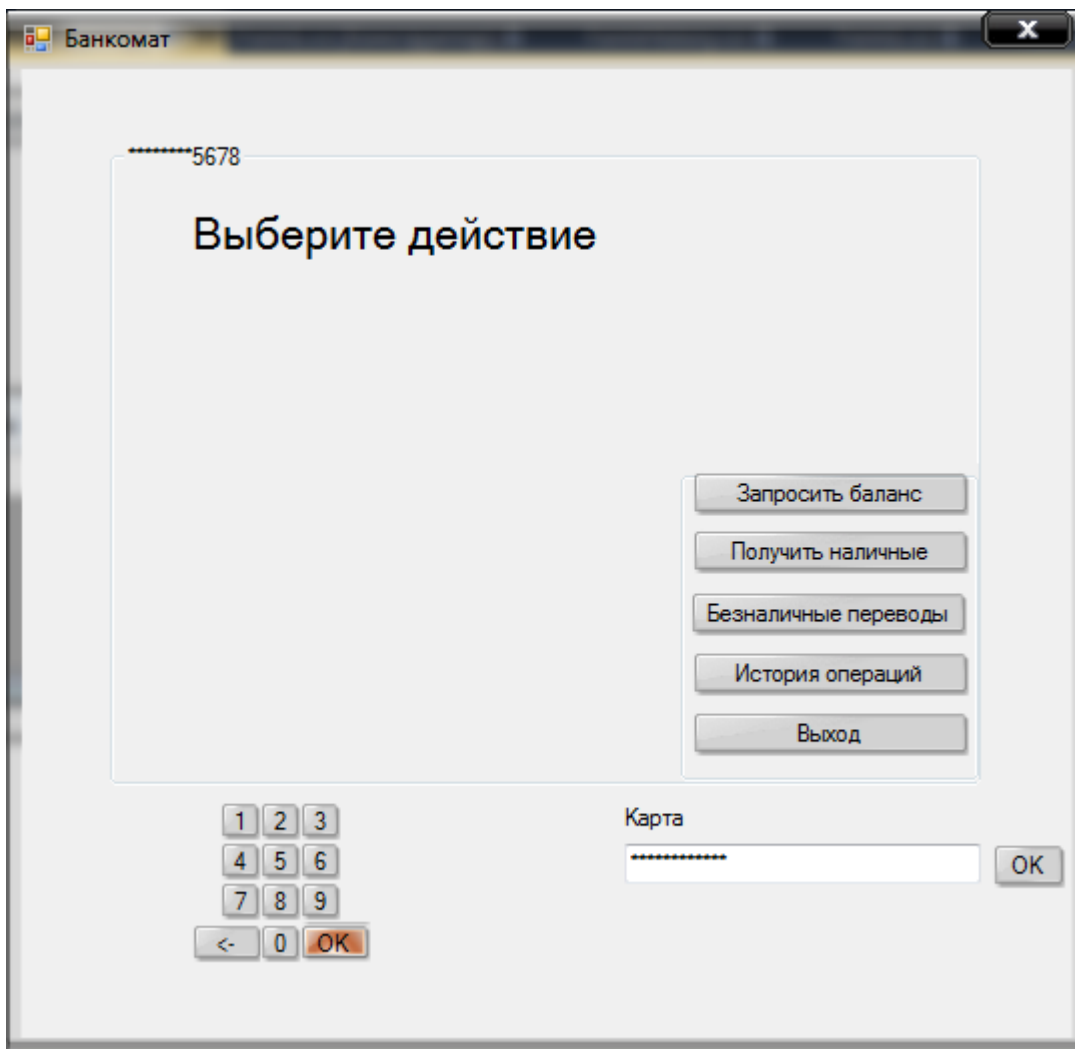 Банкомат
x
********5678
Выберите действие
Запросить баланс
Получить наличные
Безналичные переводы
История операций
Выход
1 2 3
4 5 6
7 8 9
<- 0 OK
Карта
************
OK